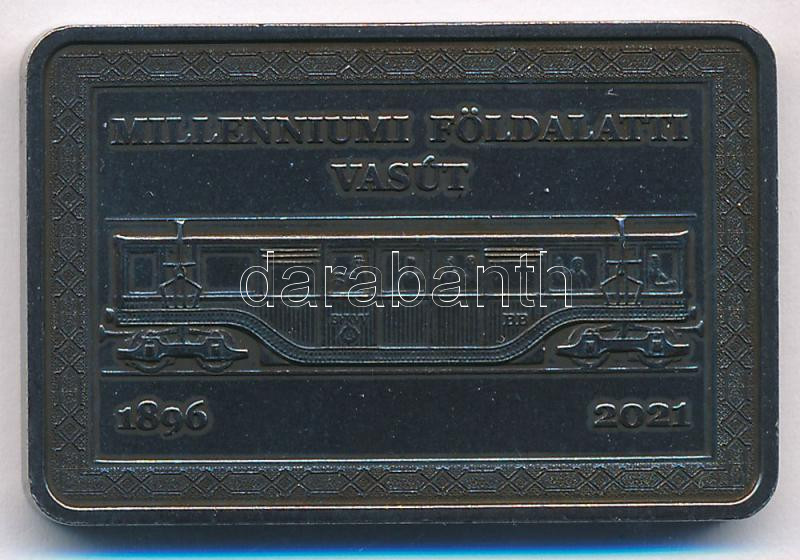 MILLENNIUMI FÖLDALATTI
VASÚT
darabanth
1896 2021